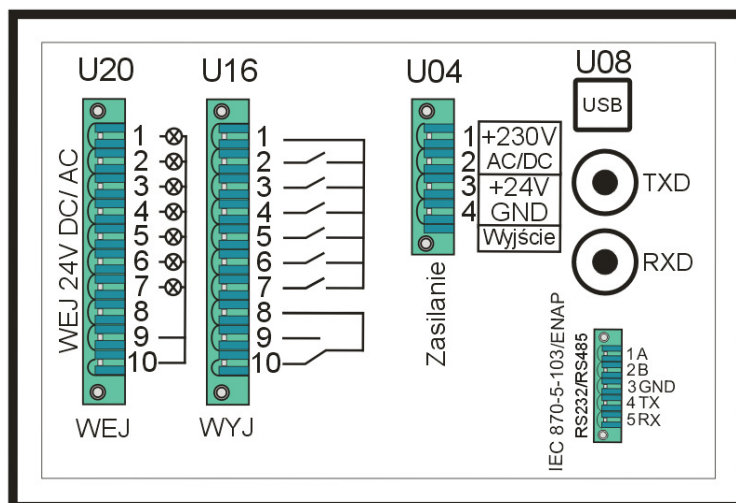 U20
WEJ 24V DC/ AC
1
2
3
4
5
6
7
8
9
10
WEJ
U16
1
2
3
4
5
6
7
8
9
10
WYJ
U04
1
2
3
4
+230V
AC/DC
+24V
GND
Wyjście
Zasilanie
U08
USB
TXD
RXD
IEC 870-5-103/ENAP
RS232/RS485
1A
2B
3GND
4TX
5RX